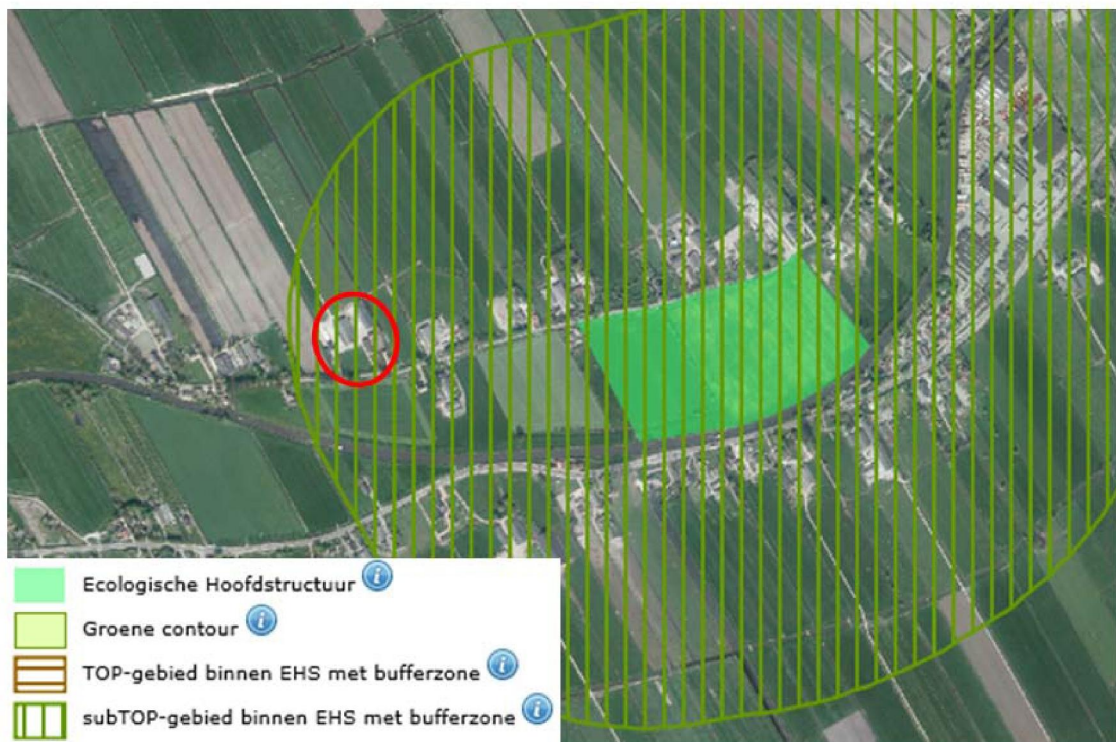 Ecologische Hoofdstructuur
Groene contour
TOP-gebied binnen EHS met bufferzone
subTOP-gebied binnen EHS met bufferzone